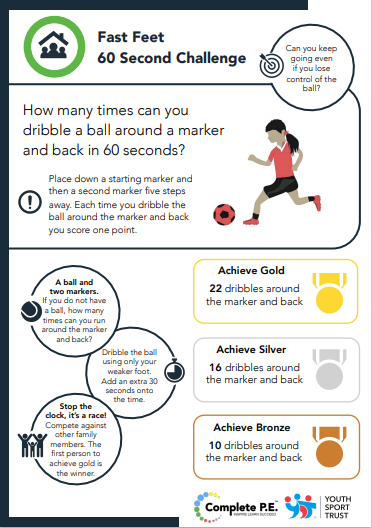 Fast Feet
60 Second Challenge
Can you keep
going even
if you lose
control of the
ball?
How many times can you
dribble a ball around a marker
and back in 60 seconds?
Place down a starting marker and
then a second marker five steps
away. Each time you dribble the
ball around the marker and back
you score one point.
A ball and
two markers.
If you do not have
a ball, how many
times can you run
around the marker
and back?
Dribble the ball
using only your
weaker foot.
Add an extra 30
seconds onto
the time.
Stop the
clock, it's a race!
Compete against
other family
members. The
first person to
achieve gold is
the winner.
Achieve Gold
22 dribbles around
the marker and back
Achieve Silver
16 dribbles around
the marker and back
Achieve Bronze
10 dribbles around
the marker and back
Complete P.E.
INSPIRE LEARN SUCCEED
YOUTH
SPORT
TRUST